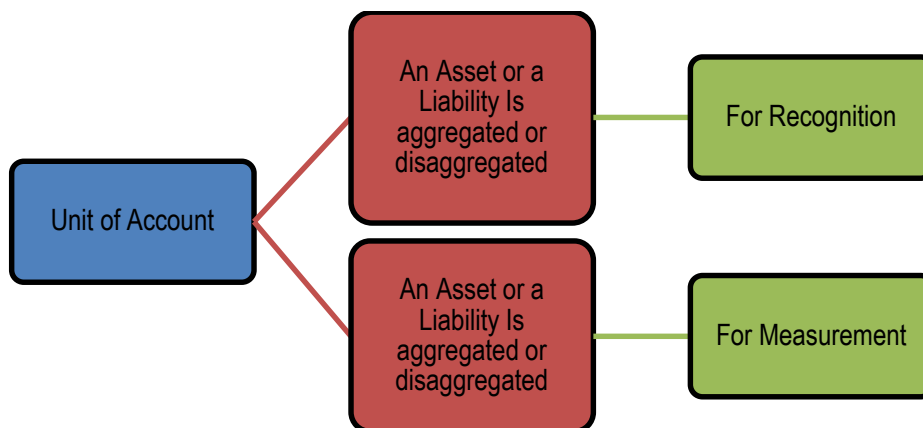 Unit of Account
An Asset or a
Liability Is
aggregated or
disaggregated
For Recognition
An Asset or a
Liability Is
aggregated or
disaggregated
For Measurement